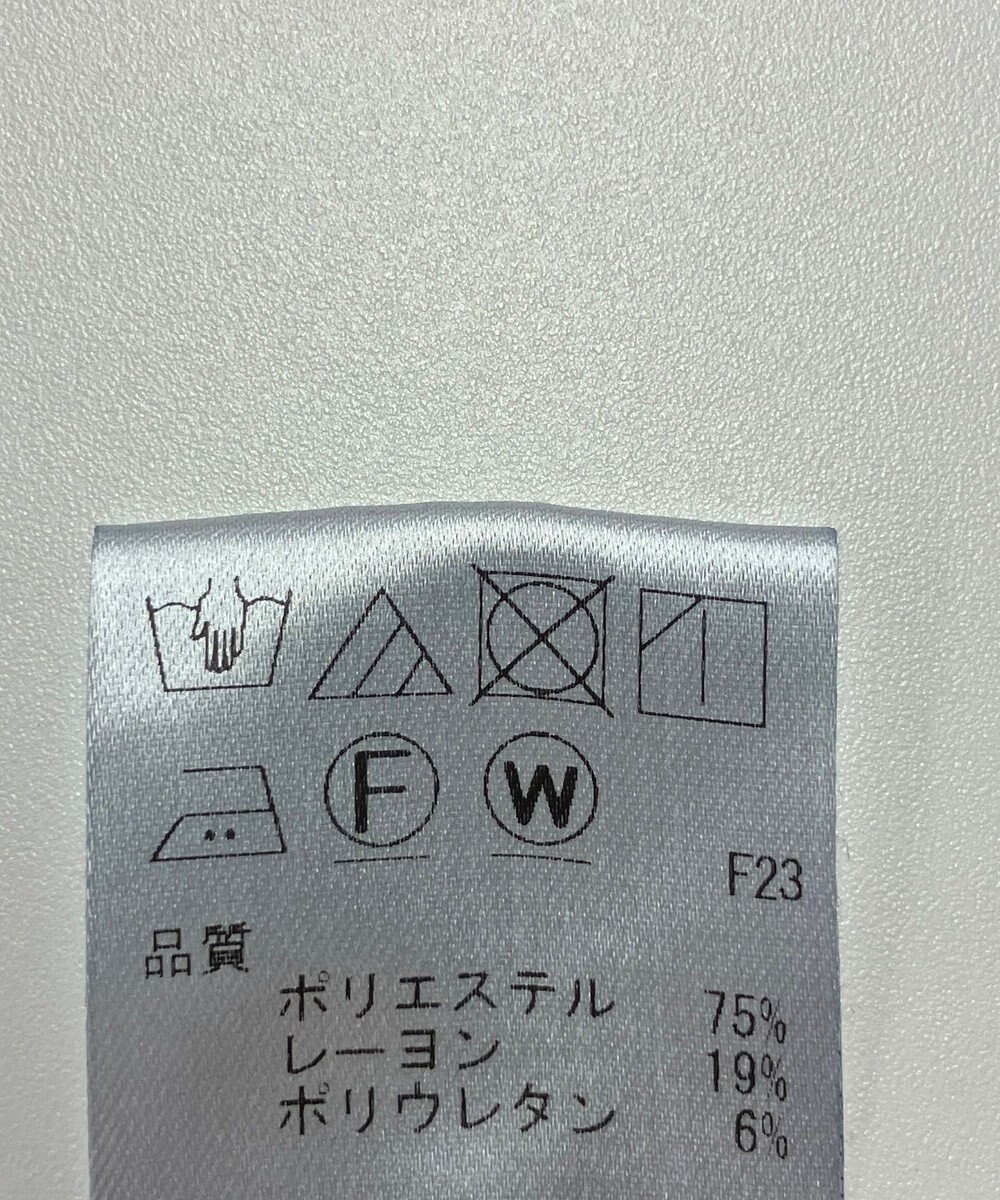 F W
F23
品質
ポリエステル 75%
レーヨン 19%
ポリウレタン 6%